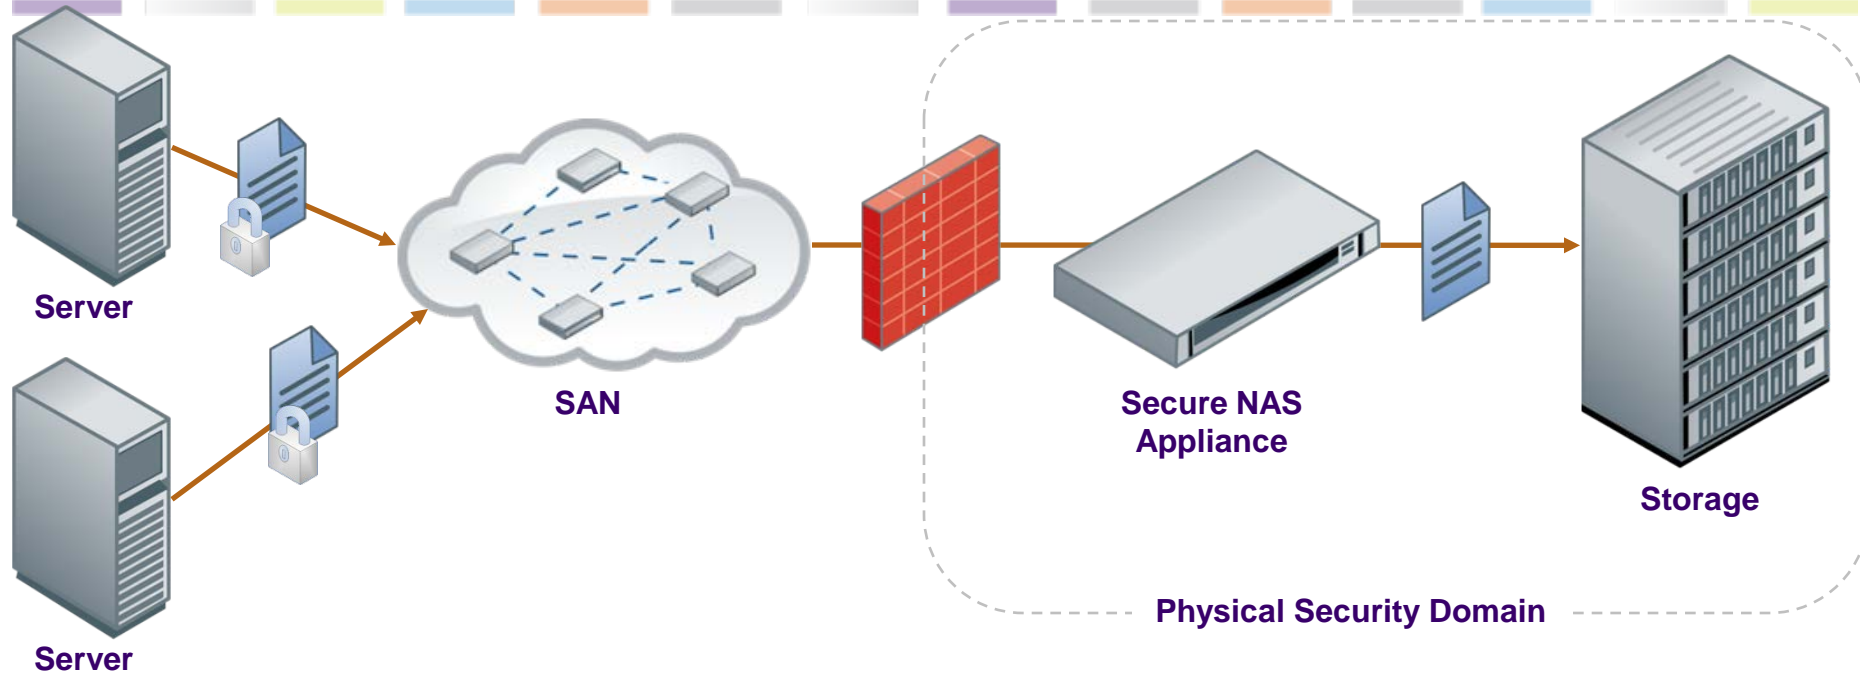 Server
SAN
Secure NAS
Appliance
Storage
Physical Security Domain
Server